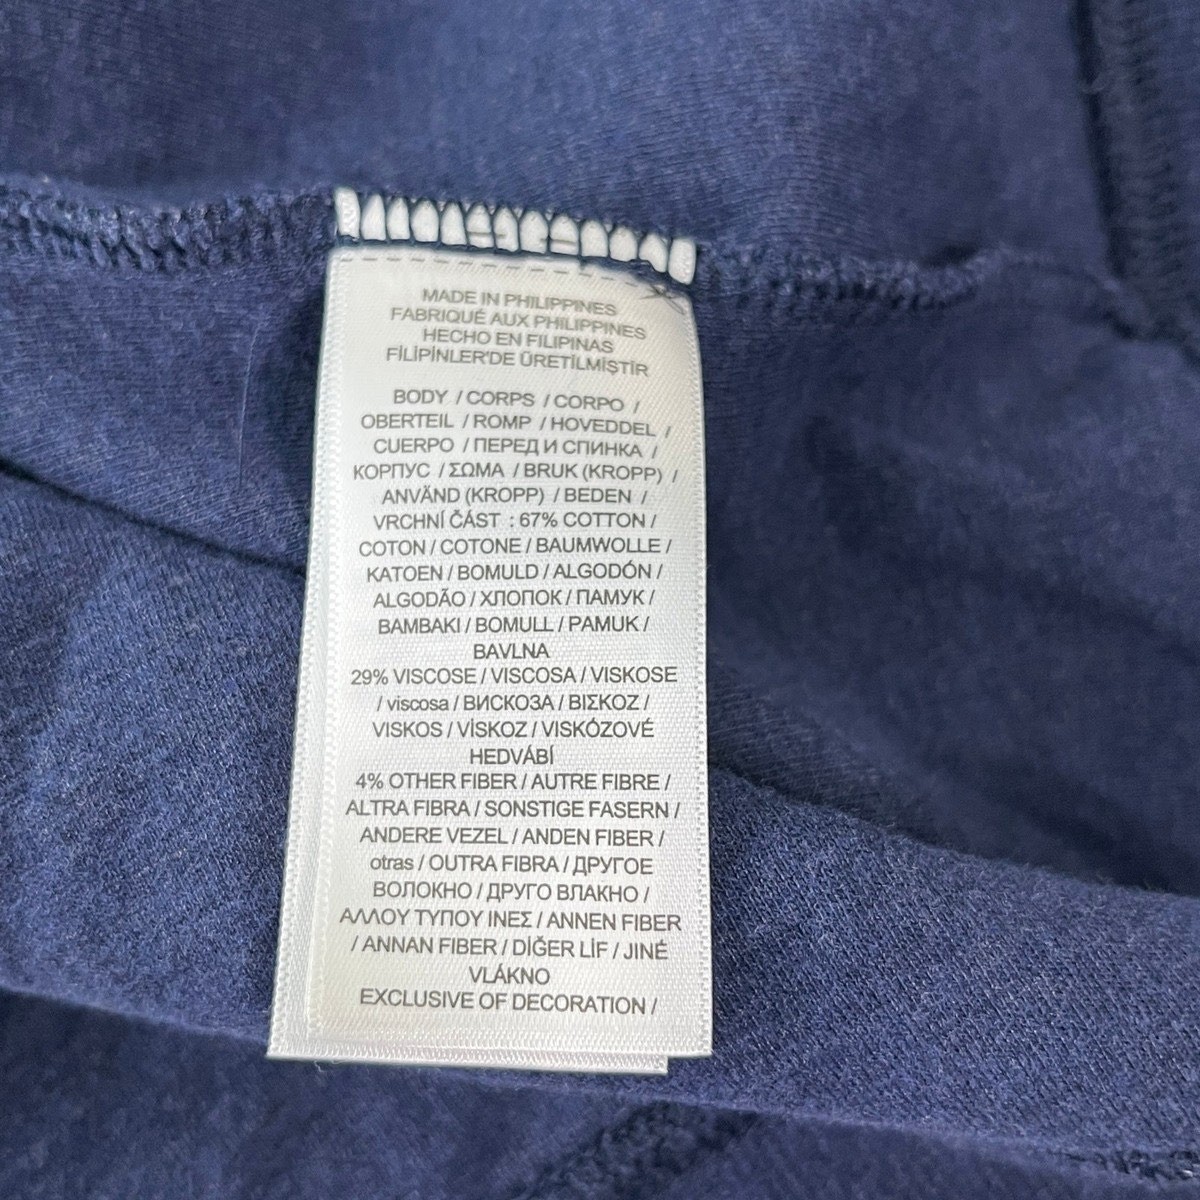 MADE IN PHILIPPINES
FABRIQUÉ AUX PHILIPPINES
HECHO EN FILIPINAS
FİLİPİNLER'DE ÜRETİLMİŞTİR
BODY / CORPS / CORPO /
OBERTEIL / ROMP / HOVEDDEL /
CUERPO / ПЕРЕД И СПИНКА /
КОРПУС / ΣΩΜΑ / BRUK (KROPP) /
ANVÄND (KROPP) / BEDEN /
VRCHNÍ ČÁST : 67% COTTON /
COTON / COTONE / BAUMWOLLE /
KATOEN / BOMULD / ALGODÓN /
ALGODÃO / ХЛОПОК / ПАМУК /
BAMBAKI / BOMULL / PAMUK /
BAVLNA
29% VISCOSE / VISCOSA / VISKOSE
/ viscosa / ВИСКОЗА / ΒΙΣΚΟΖ /
VISKOS / VİSKOZ / VISKÓZOVÉ
HEDVÁBÍ
4% OTHER FIBER / AUTRE FIBRE /
ALTRA FIBRA / SONSTIGE FASERN /
ANDERE VEZEL / ANDEN FIBER /
otras / OUTRA FIBRA / ДРУГОЕ
ВОЛОКНО / ДРУГО ВЛАКНО /
ΑΛΛΟΥ ΤΥΠΟΥ ΙΝΕΣ / ANNEN FIBER
/ ANNAN FIBER / DİĞER LİF / JINÉ
VLÁKNO
EXCLUSIVE OF DECORATION /